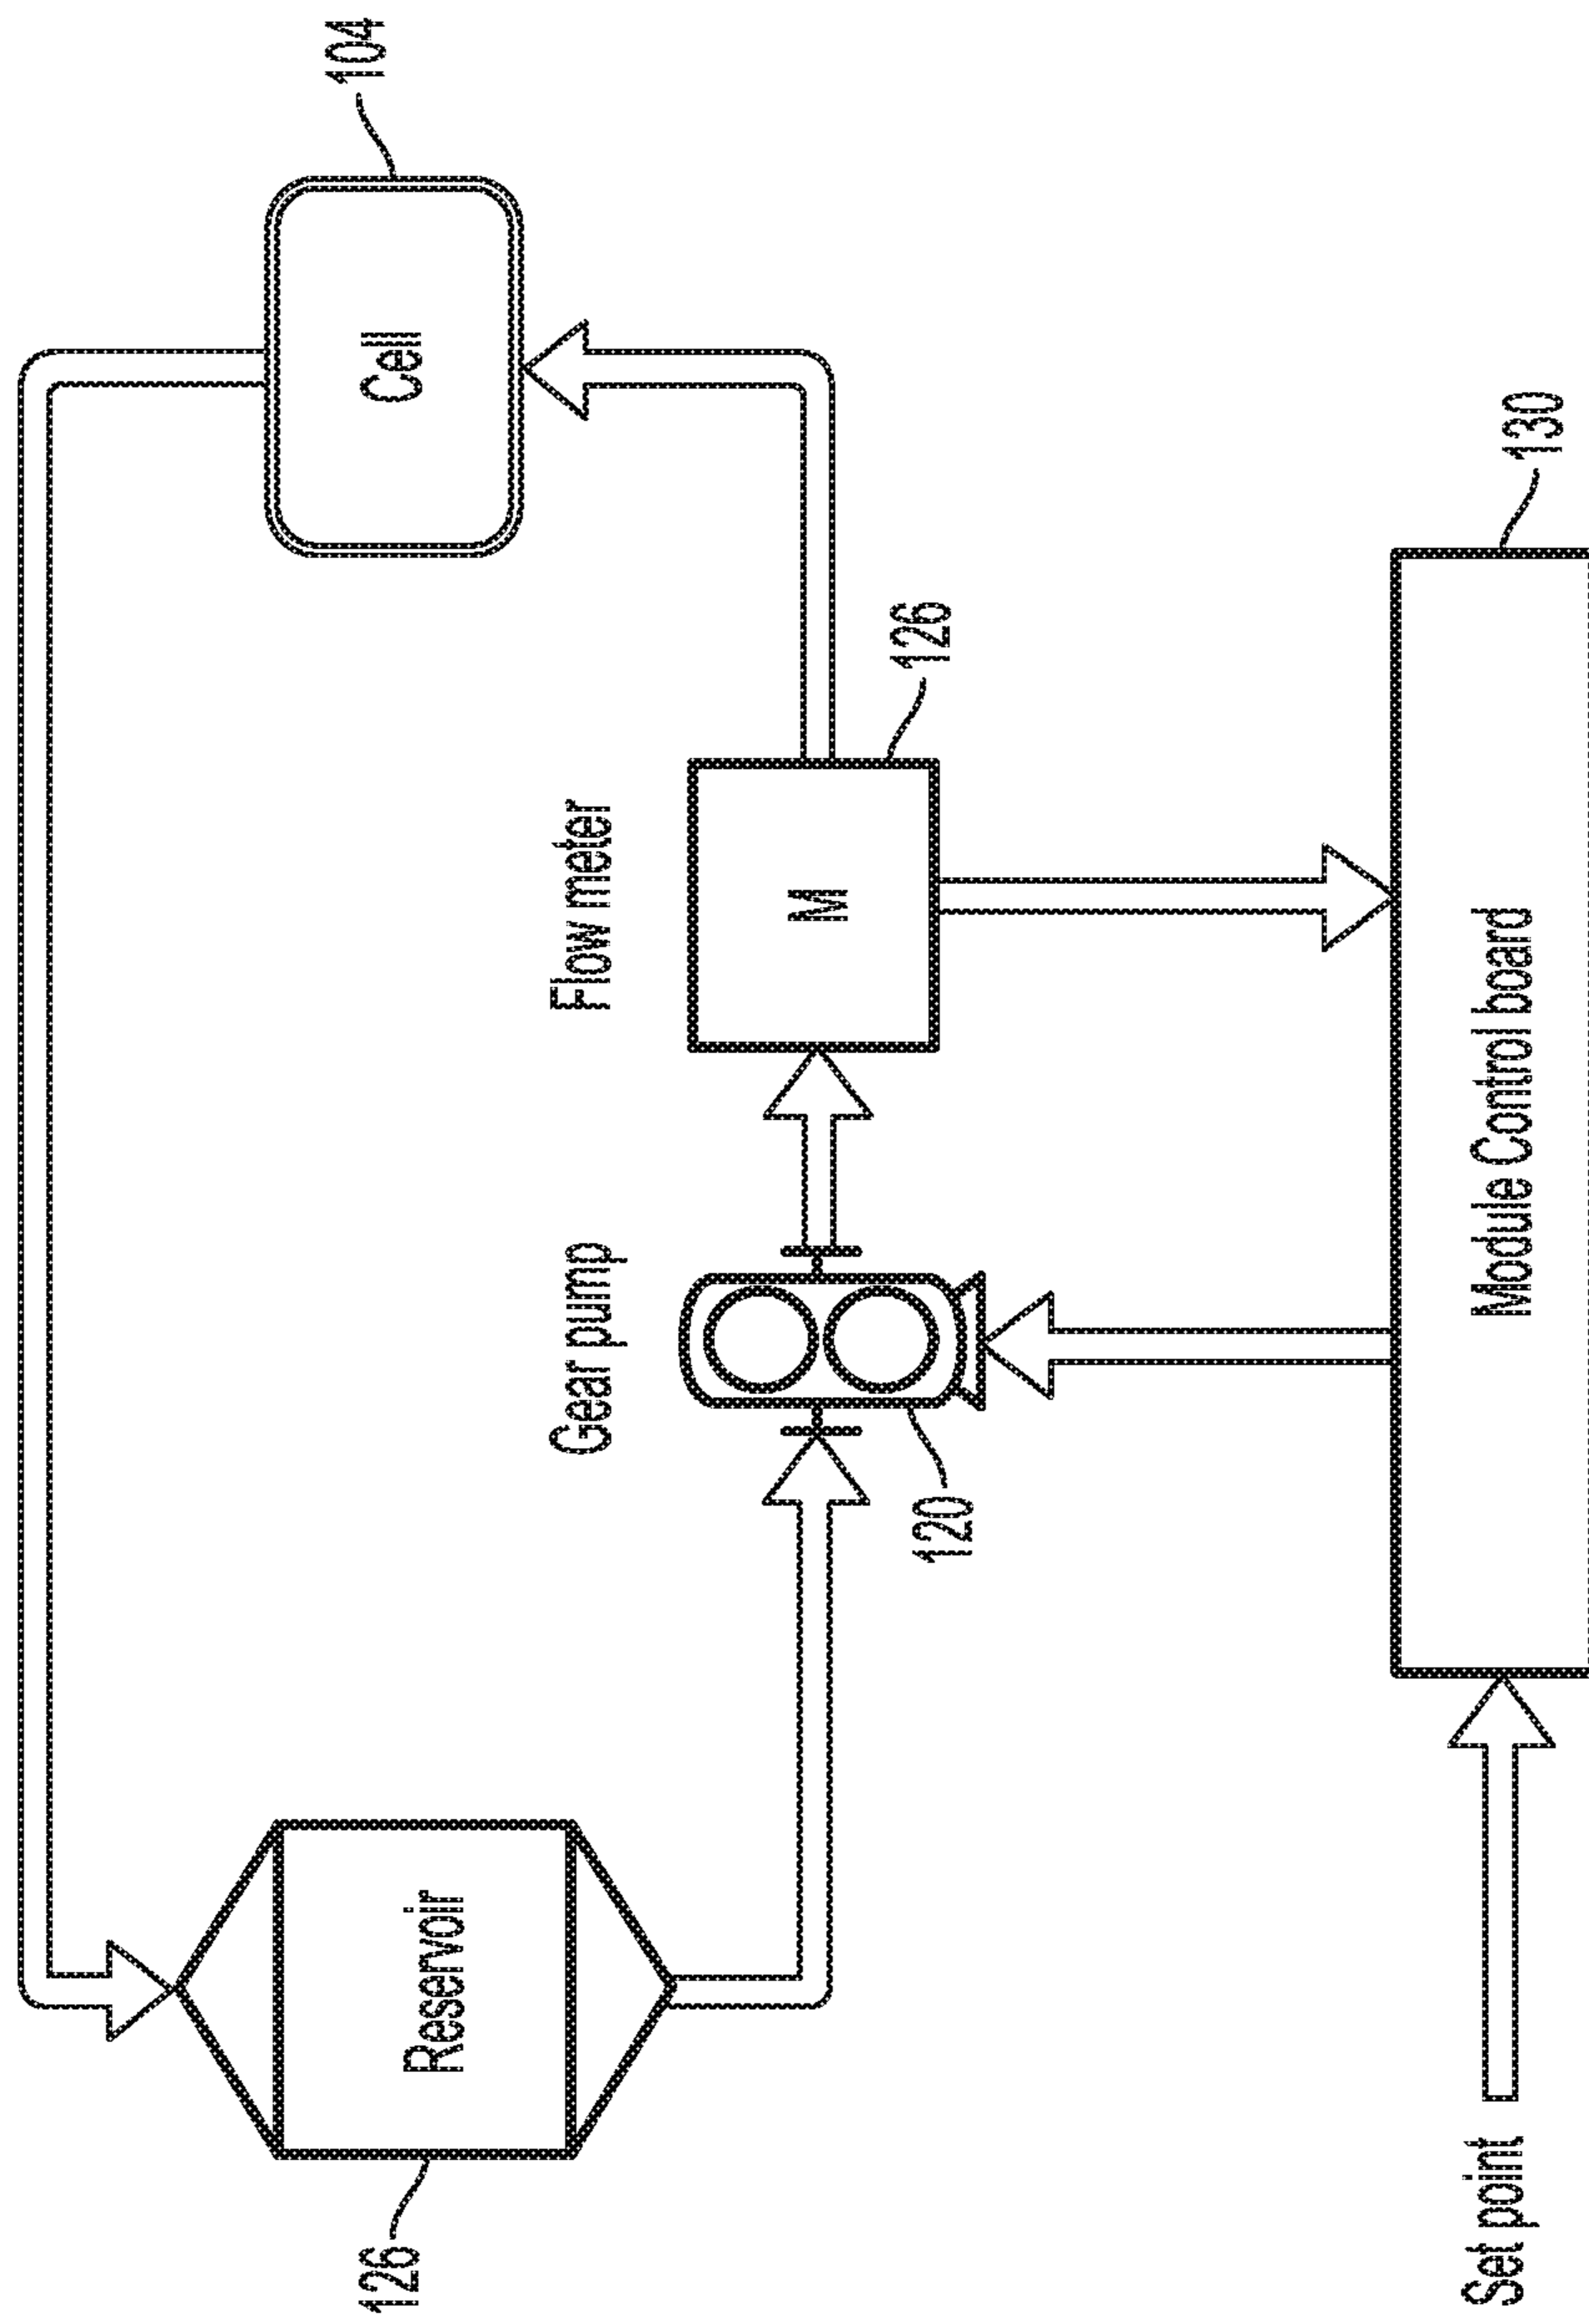 104
Cell
126
Reservoir
Gear pump
Flow meter
M
126
120
Module Control board
130
Set point